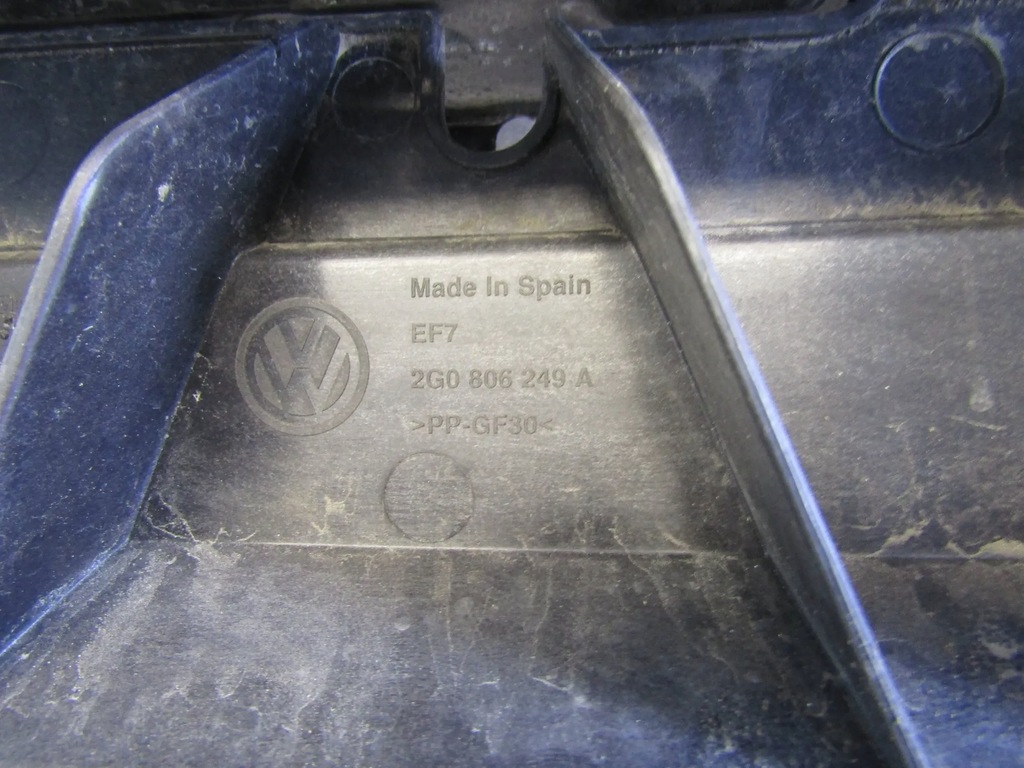 Made In Spain
EF7
2G0 806 249 A
>PP-GF30<